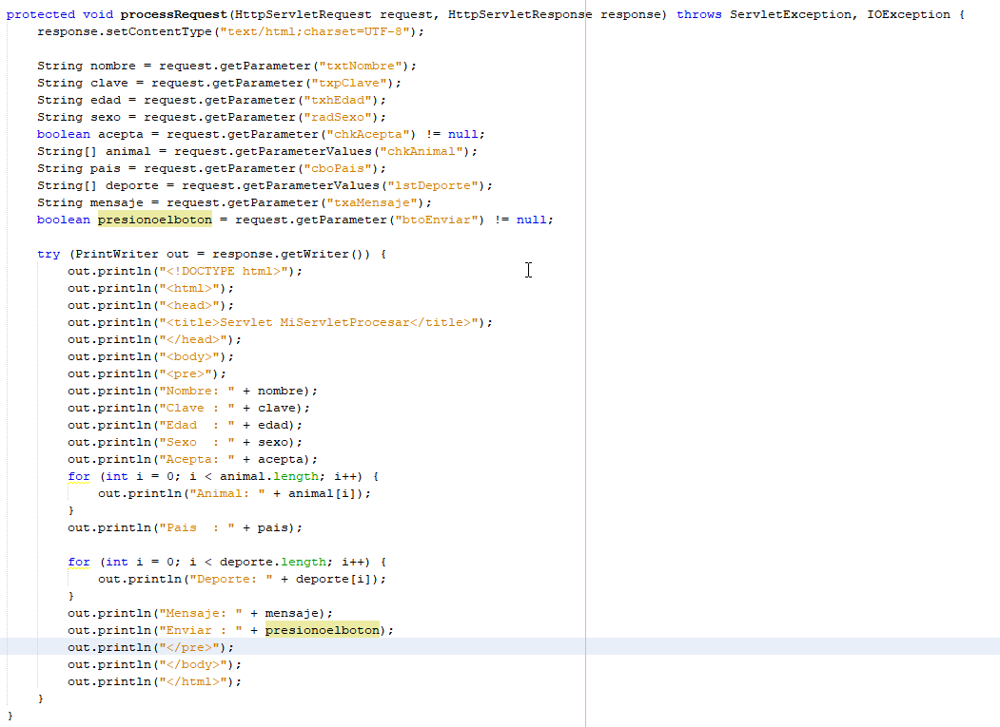 protected void processRequest(HttpServletRequest request, HttpServletResponse response) throws ServletException, IOException {
    response.setContentType("text/html;charset=UTF-8");

    String nombre = request.getParameter("txtNombre");
    String clave = request.getParameter("txpClave");
    String edad = request.getParameter("txhEdad");
    String sexo = request.getParameter("radSexo");
    boolean acepta = request.getParameter("chkAcepta") != null;
    String[] animal = request.getParameterValues("chkAnimal");
    String pais = request.getParameter("cboPais");
    String[] deporte = request.getParameterValues("lstDeporte");
    String mensaje = request.getParameter("txaMensaje");
    boolean presionoelboton = request.getParameter("btoEnviar") != null;

    try (PrintWriter out = response.getWriter()) {
        out.println("<!DOCTYPE html>");
        out.println("<html>");
        out.println("<head>");
        out.println("<title>Servlet MiServletProcesar</title>");
        out.println("</head>");
        out.println("<body>");
        out.println("<pre>");
        out.println("Nombre: " + nombre);
        out.println("Clave : " + clave);
        out.println("Edad  : " + edad);
        out.println("Sexo  : " + sexo);
        out.println("Acepta: " + acepta);
        for (int i = 0; i < animal.length; i++) {
            out.println("Animal: " + animal[i]);
        }
        out.println("Pais  : " + pais);

        for (int i = 0; i < deporte.length; i++) {
            out.println("Deporte: " + deporte[i]);
        }
        out.println("Mensaje: " + mensaje);
        out.println("Enviar : " + presionoelboton);
        out.println("</pre>");
        out.println("</body>");
        out.println("</html>");
    }
}